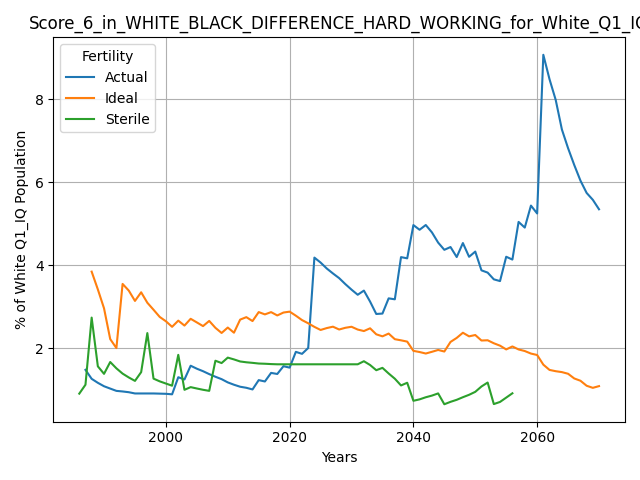 Score_6_in_WHITE_BLACK_DIFFERENCE_HARD_WORKING_for_White_Q1_IQ
Fertility
Actual
Ideal
Sterile
8
6
4
2
% of White Q1_IQ Population
2000 2020 2040 2060
Years